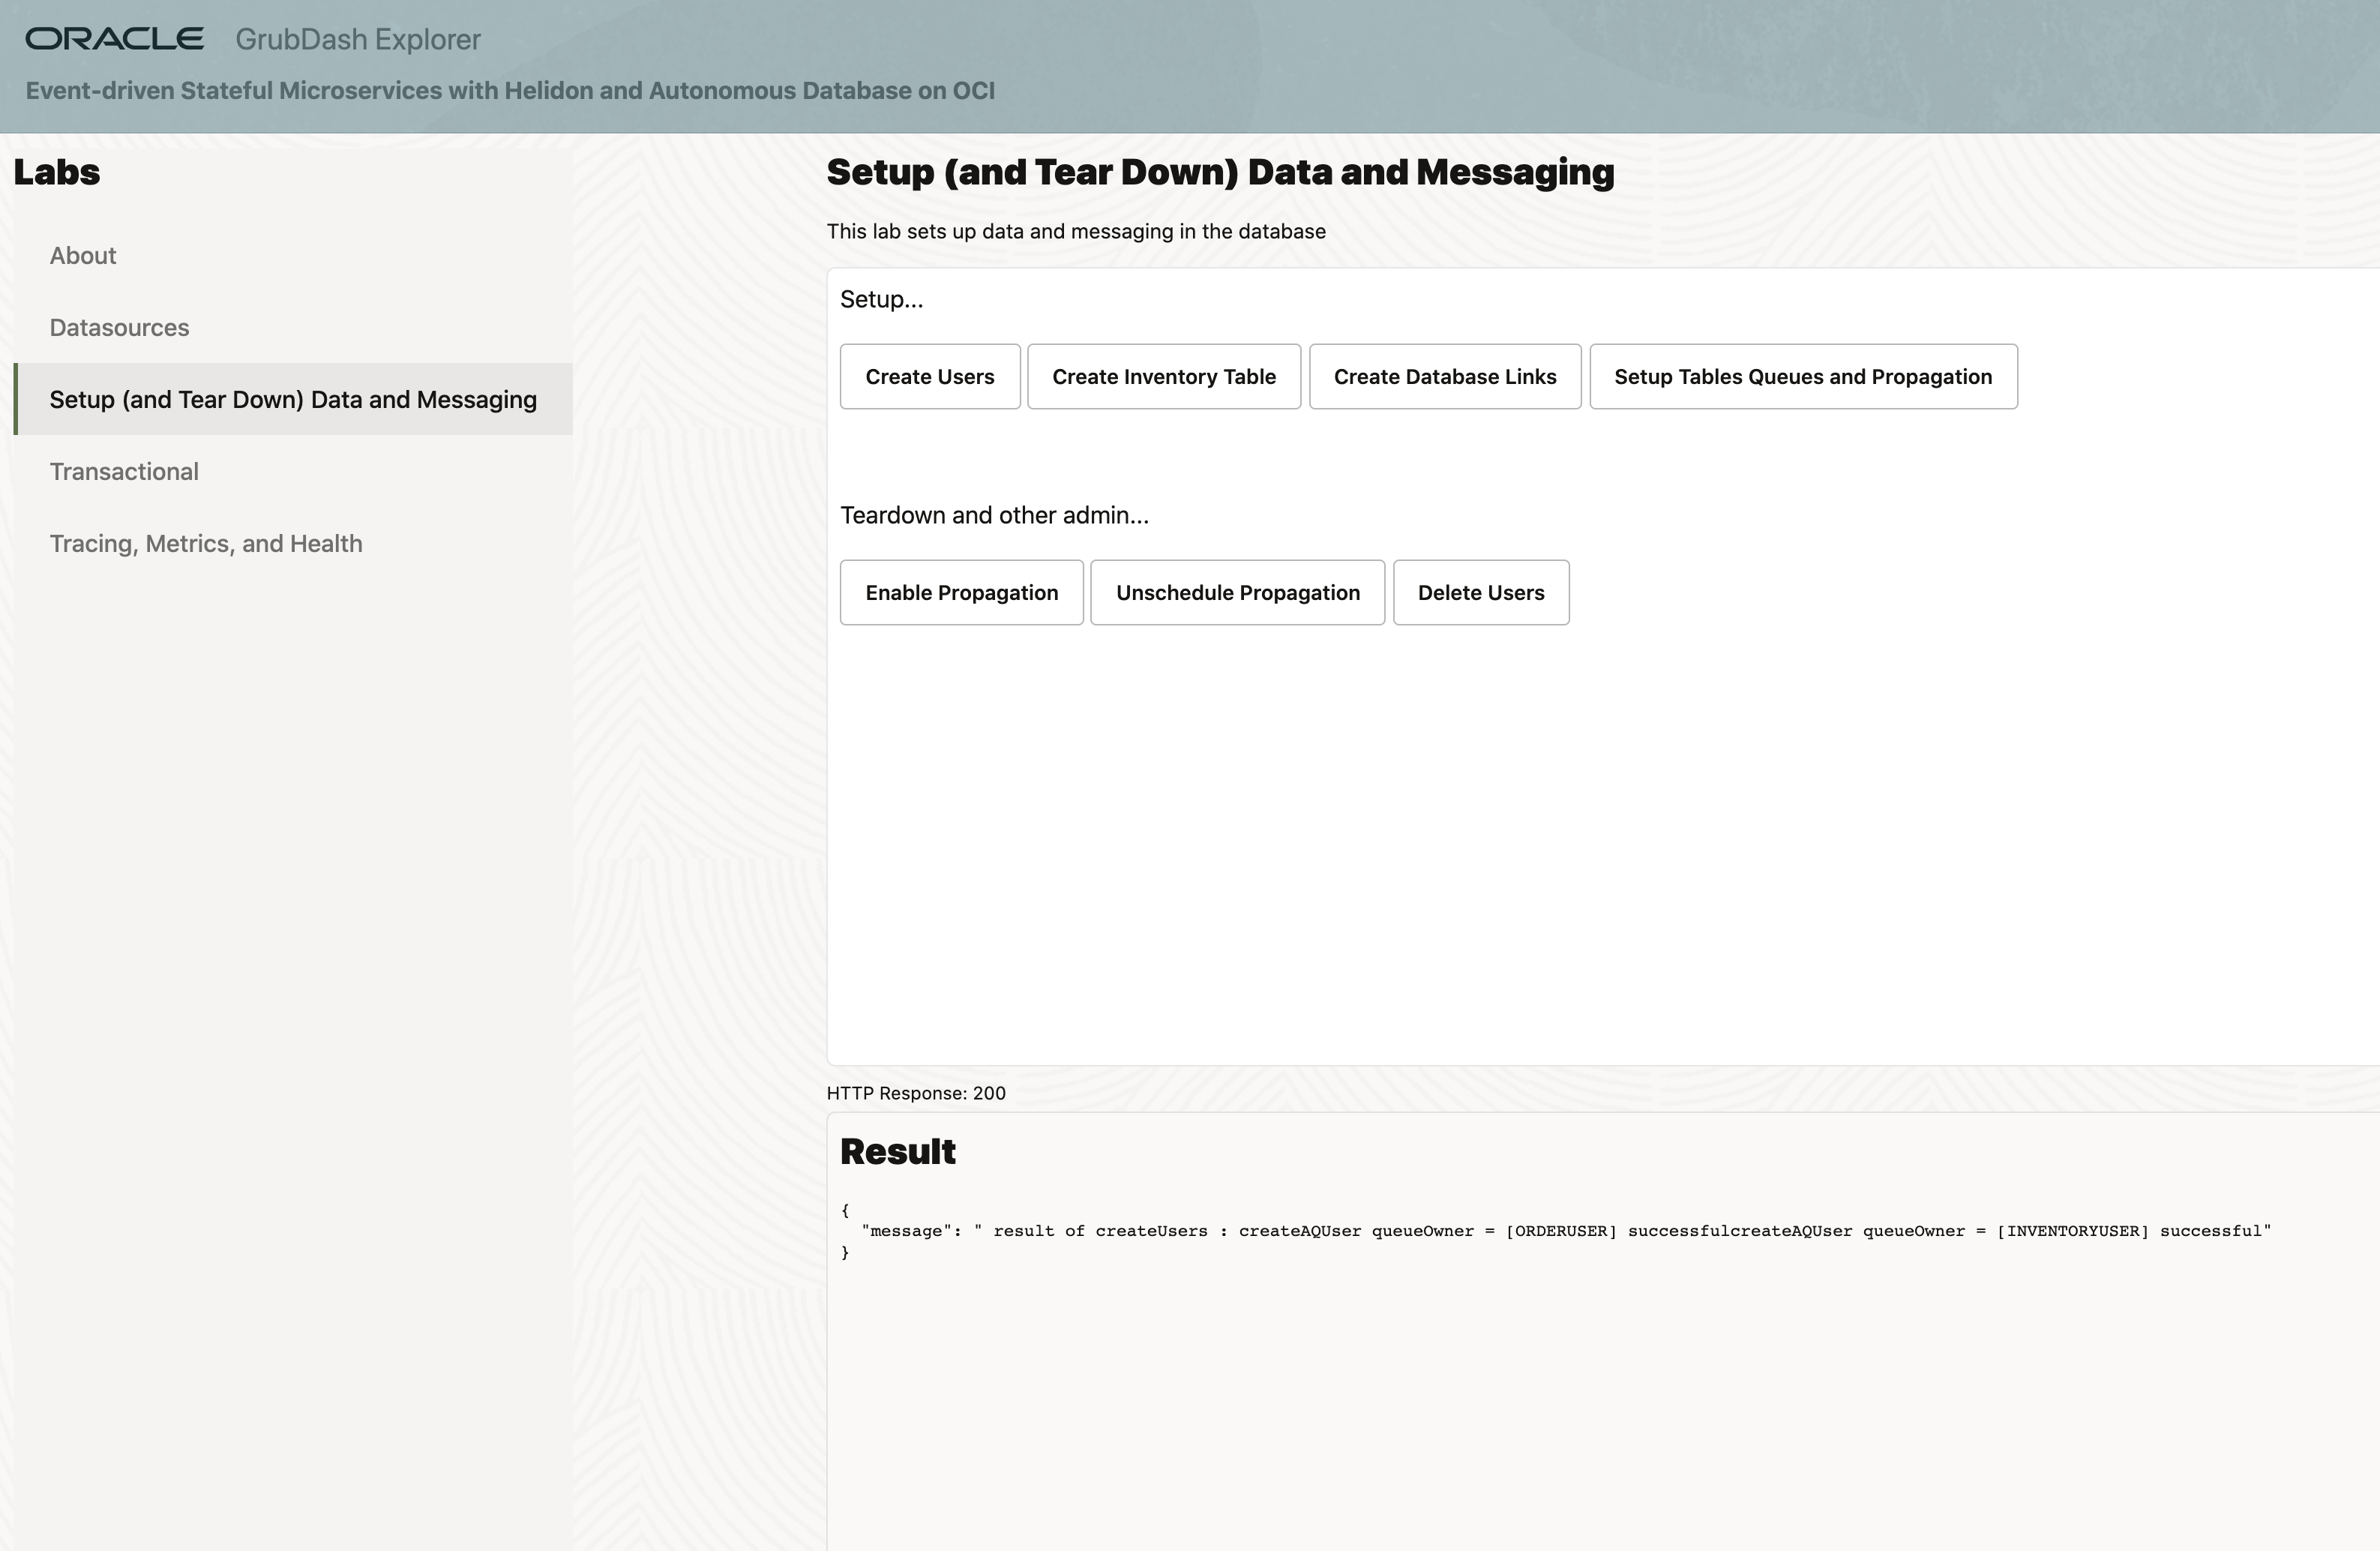 ORACLE GrubDash Explorer
Event-driven Stateful Microservices with Helidon and Autonomous Database on OCI
Labs
About
Datasources
Setup (and Tear Down) Data and Messaging
Transactional
Tracing, Metrics, and Health
Setup (and Tear Down) Data and Messaging
This lab sets up data and messaging in the database
Setup...
Create Users Create Inventory Table Create Database Links Setup Tables Queues and Propagation
Teardown and other admin...
Enable Propagation Unschedule Propagation Delete Users
HTTP Response: 200
Result
{
"message": " result of createUsers : createAQUser queueOwner = [ORDERUSER] successfulcreateAQUser queueOwner = [INVENTORYUSER] successful"
}